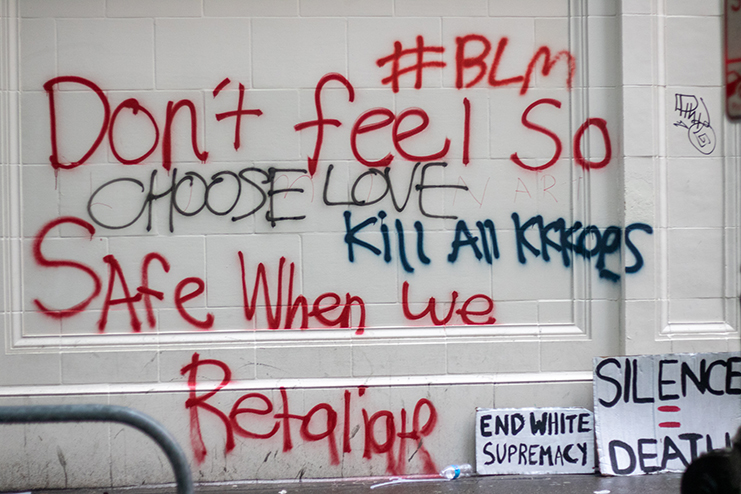 #BLM
Don't feel So
CHOOSE LOVE
Kill All KKKops
Safe When we
Retaliate
END WHITE
SUPREMACY
SILENCE
=
DEATH